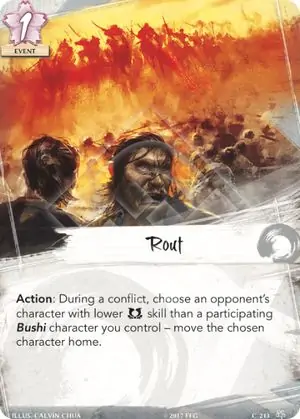 1
EVENT
Rout
Action: During a conflict, choose an opponent's
character with lower skill than a participating
Bushi character you control – move the chosen
character home.
ILLUS. CALVIN CHUA
©2017 FFG